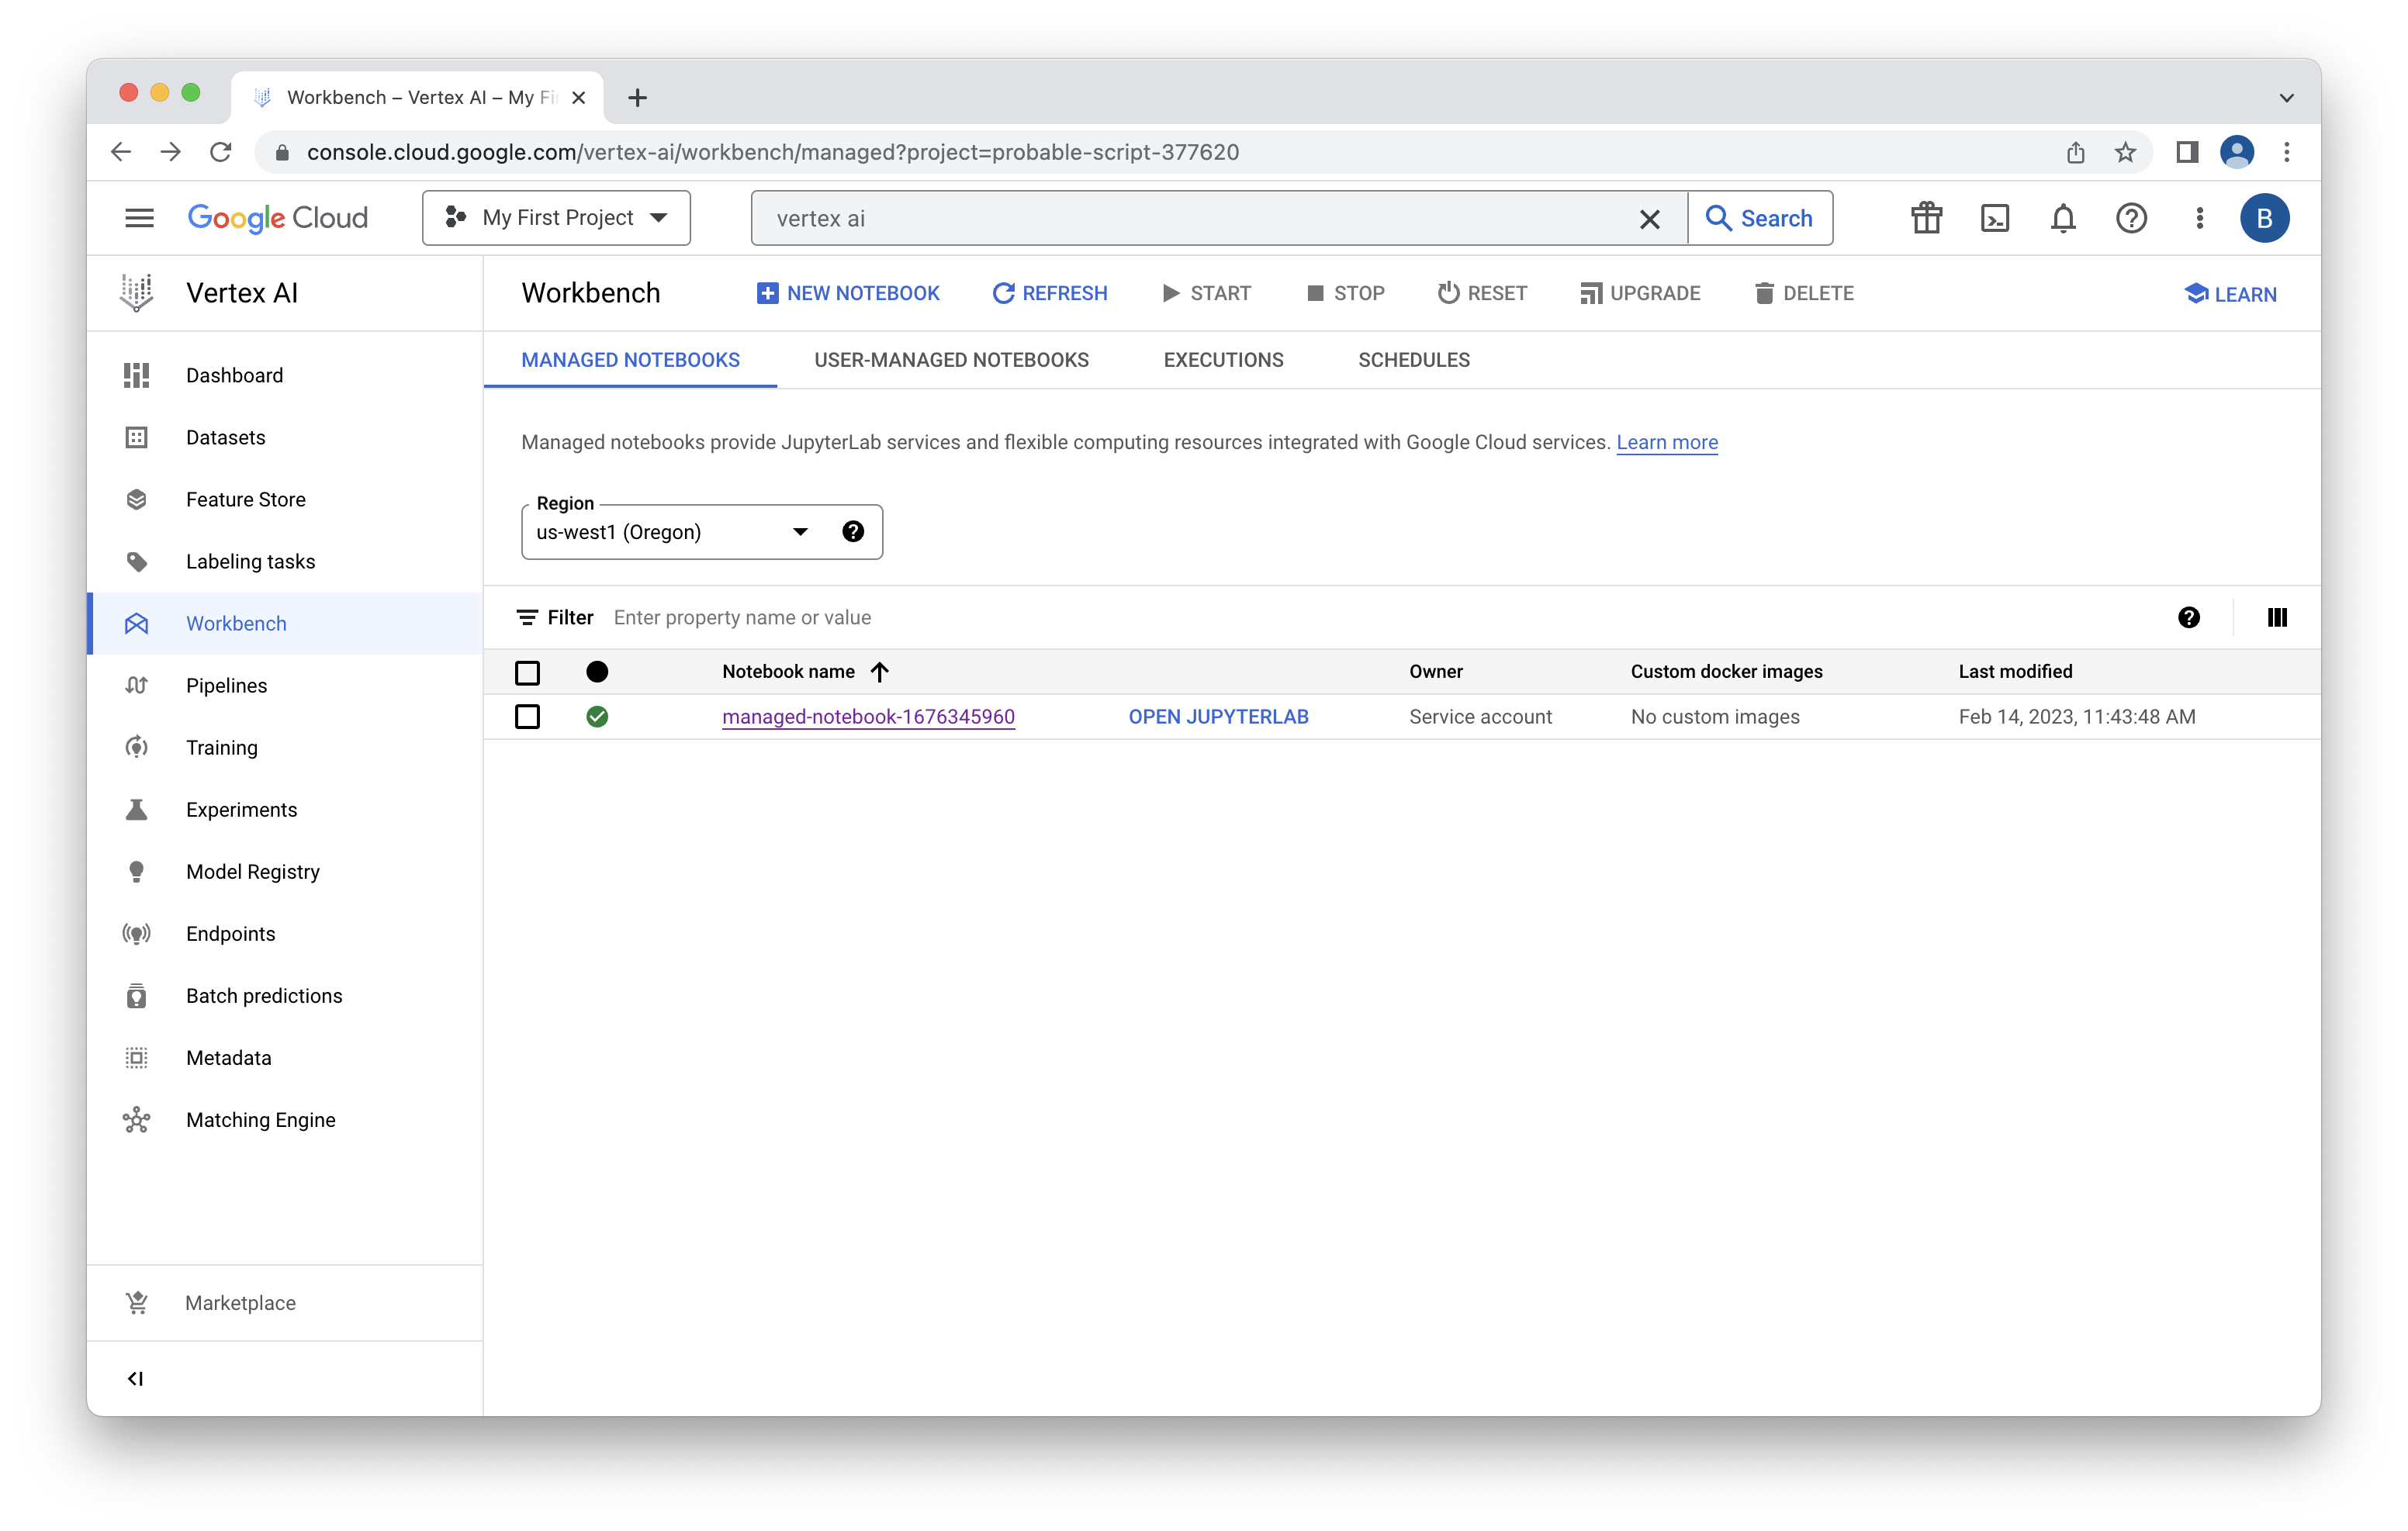 Workbench – Vertex AI – My Fi
console.cloud.google.com/vertex-ai/workbench/managed?project=probable-script-377620
Google Cloud
My First Project
vertex ai
Search
B
Vertex AI
Workbench
NEW NOTEBOOK
REFRESH
START
STOP
RESET
UPGRADE
DELETE
LEARN
Dashboard
Datasets
Feature Store
Labeling tasks
Workbench
Pipelines
Training
Experiments
Model Registry
Endpoints
Batch predictions
Metadata
Matching Engine
Marketplace
MANAGED NOTEBOOKS
USER-MANAGED NOTEBOOKS
EXECUTIONS
SCHEDULES
Managed notebooks provide JupyterLab services and flexible computing resources integrated with Google Cloud services. Learn more
Region
us-west1 (Oregon)
Filter Enter property name or value
Notebook name Owner Custom docker images Last modified
managed-notebook-1676345960 OPEN JUPYTERLAB Service account No custom images Feb 14, 2023, 11:43:48 AM